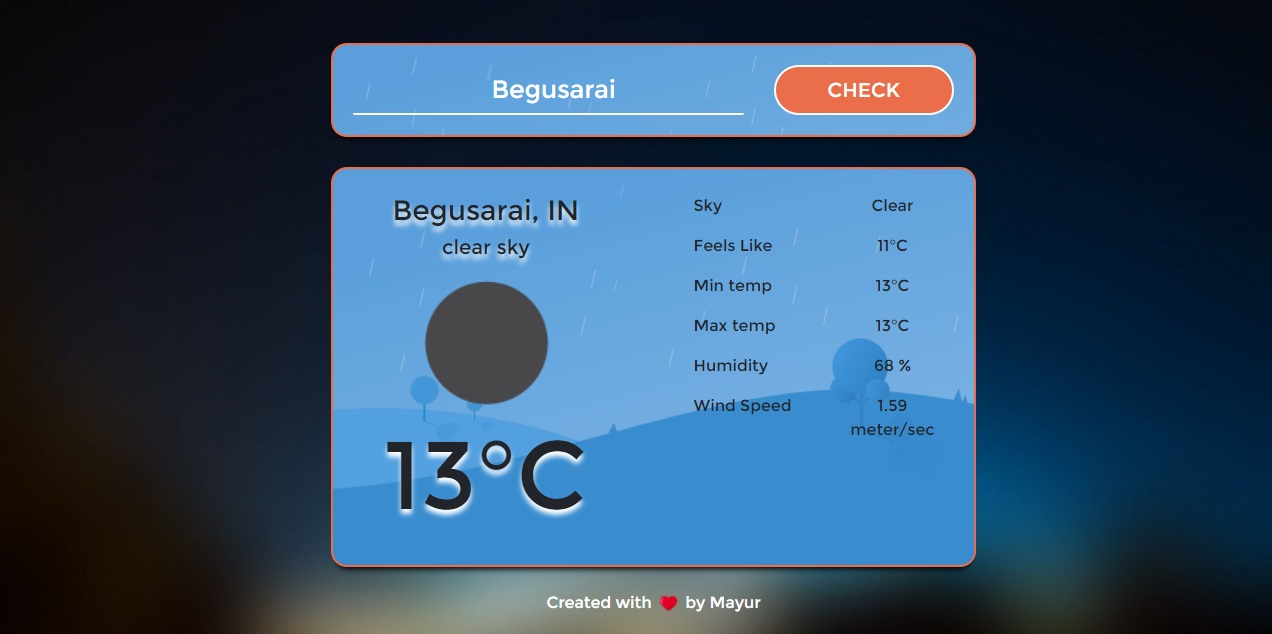 Begusarai
CHECK
Begusarai, IN
clear sky
13°C
Sky Clear
Feels Like 11°C
Min temp 13°C
Max temp 13°C
Humidity 68 %
Wind Speed 1.59
meter/sec
Created with ❤️ by Mayur